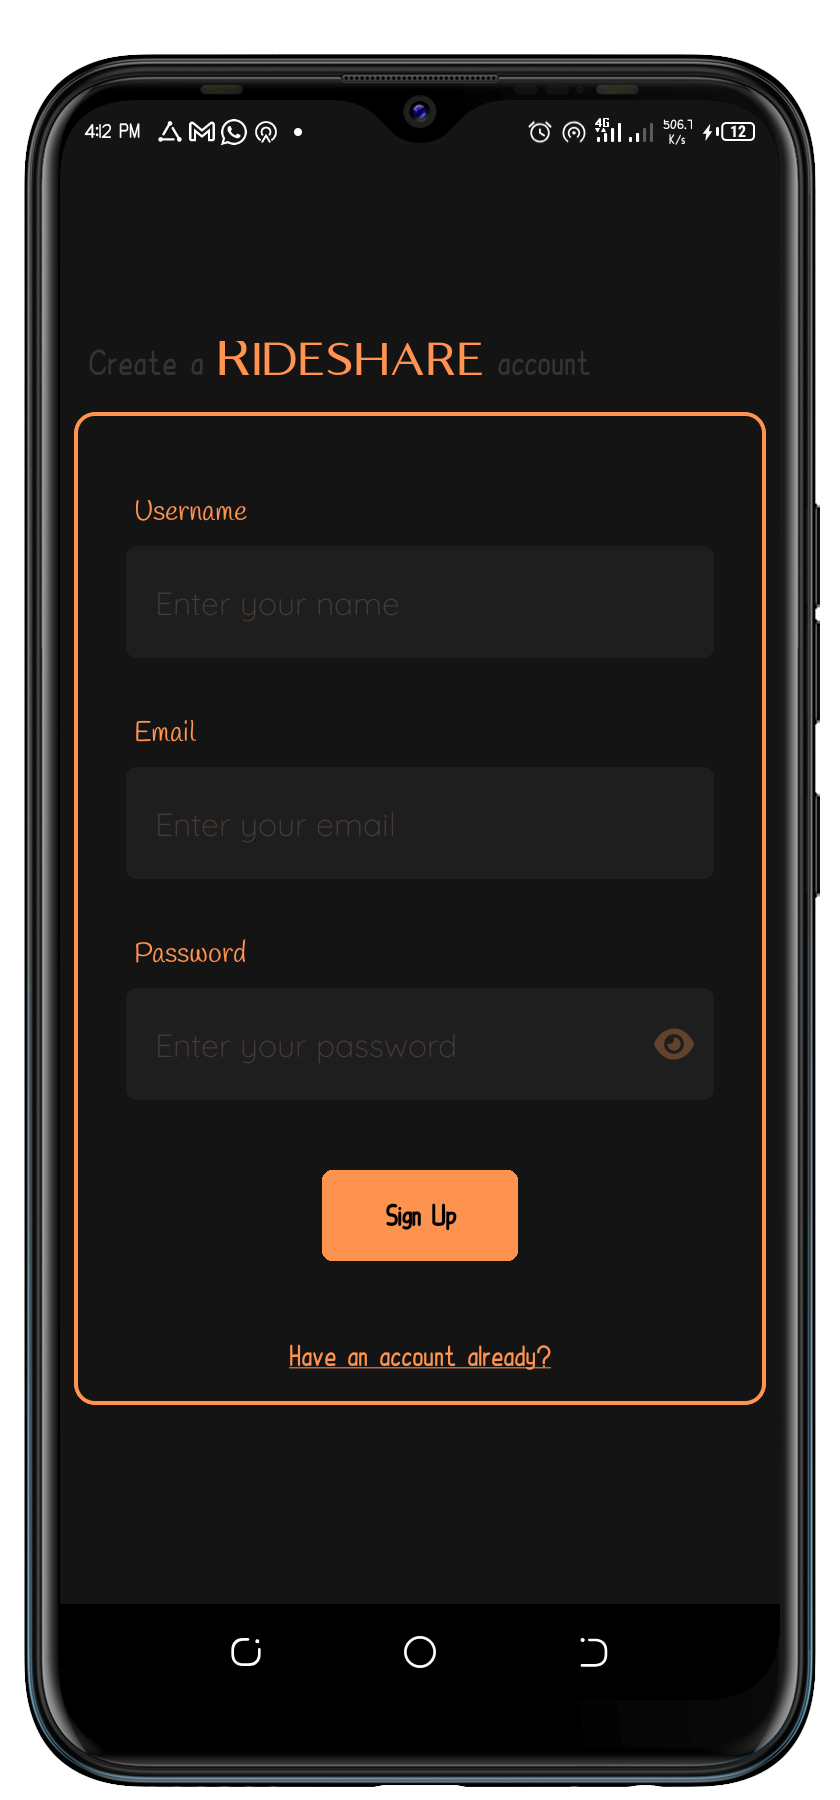 4:12 PM 4G 506.7 K/s 12
Create a RIDESHARE account
Username
Enter your name
Email
Enter your email
Password
Enter your password
Sign Up
Have an account already?